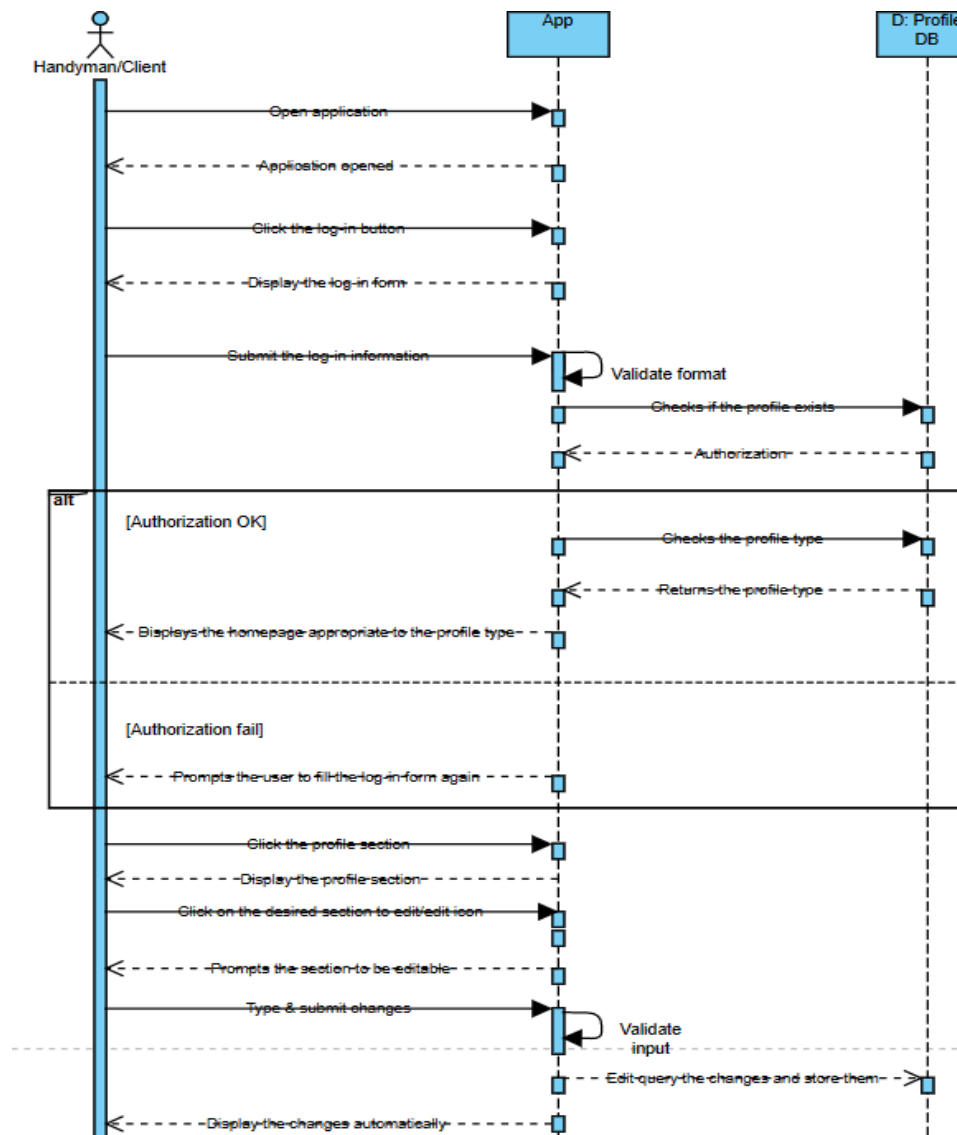 App
D: Profile
DB
Handyman/Client
Open application
Application opened
Click the log-in button
Display the log-in form
Submit the log-in information
Validate format
Checks if the profile exists
Authorization
alt
[Authorization OK]
Checks the profile type
Returns the profile type
Displays the homepage appropriate to the profile type
[Authorization fail]
Prompts the user to fill the log-in form again
Click the profile section
Display the profile section
Click on the desired section to edit/edit icon
Prompts the section to be editable
Type & submit changes
Validate
input
Edit query the changes and store them
Display the changes automatically